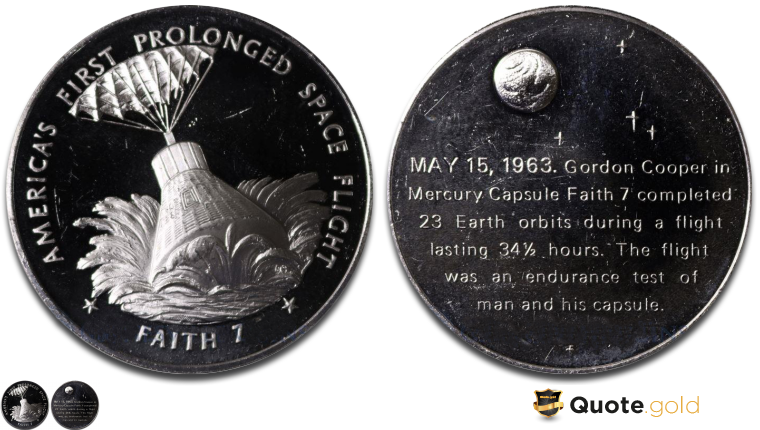 AMERICA'S FIRST PROLONGED SPACE FLIGHT
FAITH 7
MAY 15, 1963. Gordon Cooper in
Mercury Capsule Faith 7 completed
23 Earth orbits during a flight
lasting 34½ hours. The flight
was an endurance test of
man and his capsule.
Quote.gold